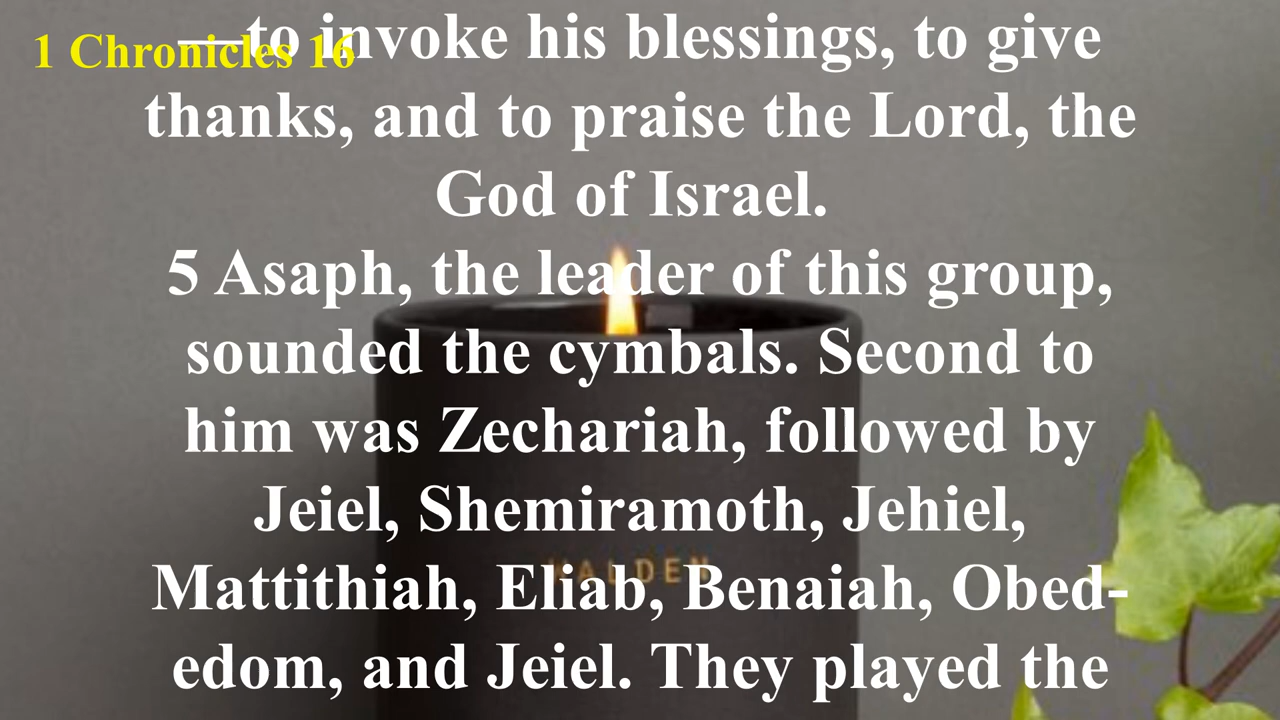 1 Chronicles 16
—to invoke his blessings, to give
thanks, and to praise the Lord, the
God of Israel.
5 Asaph, the leader of this group,
sounded the cymbals. Second to
him was Zechariah, followed by
Jeiel, Shemiramoth, Jehiel,
Mattithiah, Eliab, Benaiah, Obed-
edom, and Jeiel. They played the